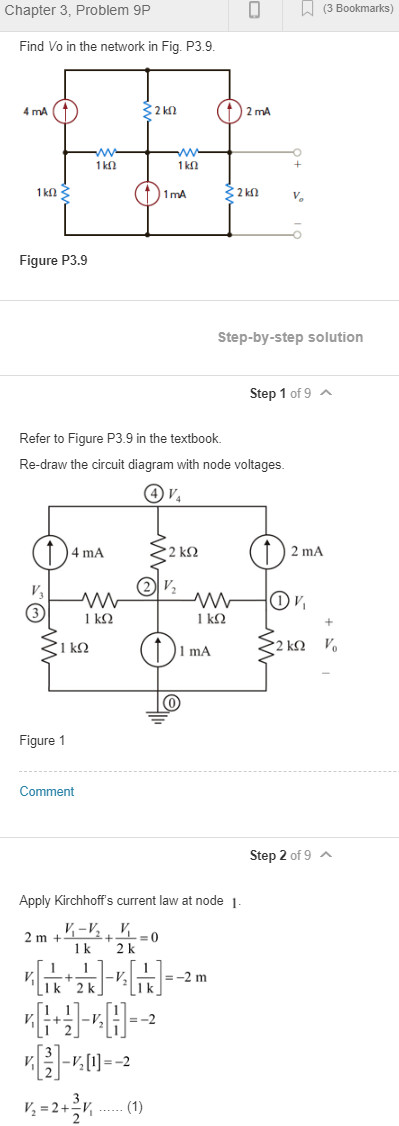 Chapter 3, Problem 9P
(3 Bookmarks)
Find Vo in the network in Fig. P3.9.
4 mA
2 kΩ
2 mA
1 kΩ
1 kΩ
+
1 kΩ
1 mA
2 kΩ
Vₒ
−
Figure P3.9
Step-by-step solution
Step 1 of 9
Refer to Figure P3.9 in the textbook.
Re-draw the circuit diagram with node voltages.
④ V₄
4 mA
2 kΩ
2 mA
V₃
② V₂
③
① V₁
1 kΩ
1 kΩ
+
1 kΩ
1 mA
2 kΩ
V₀
−
⓪
Figure 1
Comment
Step 2 of 9
Apply Kirchhoff's current law at node 1.
2 m + (V₁ − V₂)/1 k + V₁/2 k = 0
V₁[1/1 k + 1/2 k] − V₂[1/1 k] = −2 m
V₁[1/1 + 1/2] − V₂[1/1] = −2
V₁[3/2] − V₂[1] = −2
V₂ = 2 + 3/2 V₁ ...... (1)